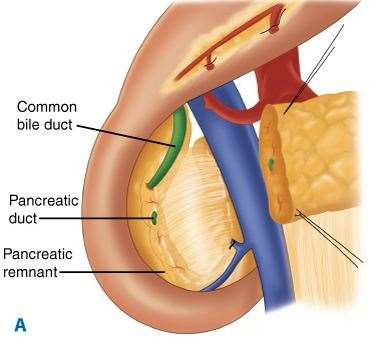 Common
bile duct
Pancreatic
duct
Pancreatic
remnant
A